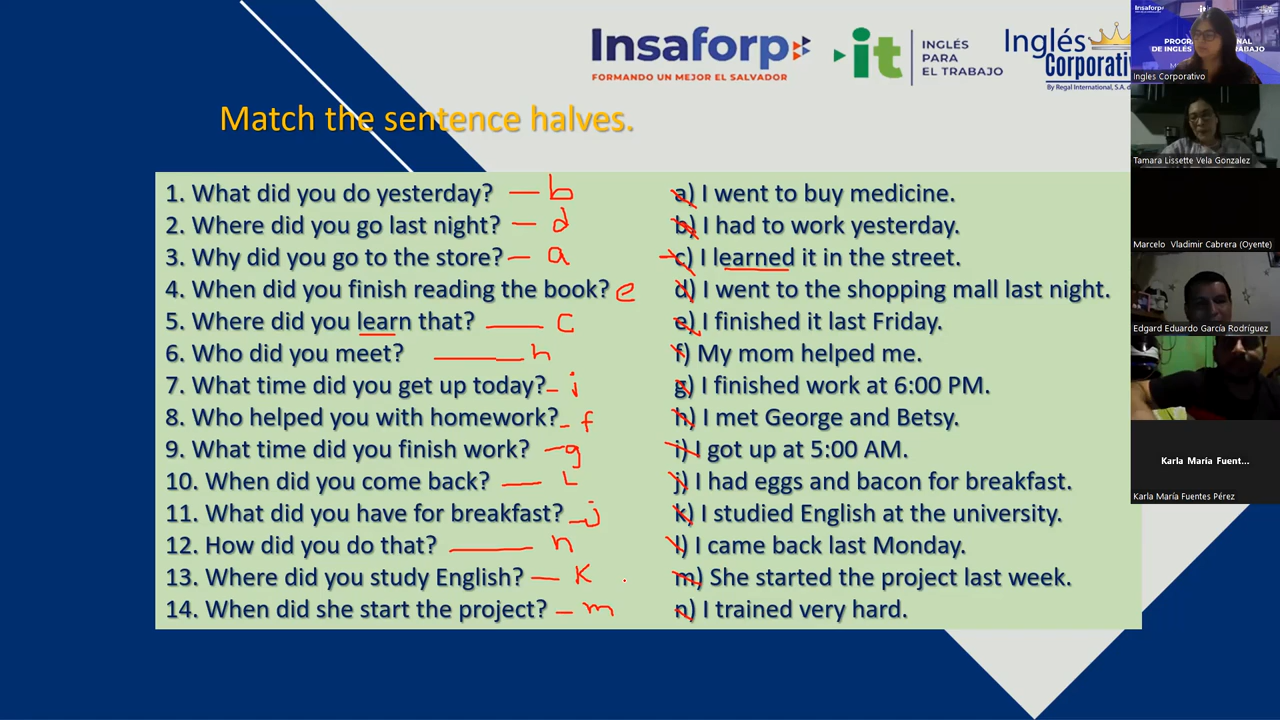 Insaforp
FORMANDO UN MEJOR EL SALVADOR
it
INGLÉS
PARA
EL TRABAJO
Inglés
Corporativ
By Regal International, S.A. d
Match the sentence halves.
1. What did you do yesterday? — b
2. Where did you go last night? — d
3. Why did you go to the store? — a
4. When did you finish reading the book? e
5. Where did you learn that? — c
6. Who did you meet? — h
7. What time did you get up today? - i
8. Who helped you with homework? - f
9. What time did you finish work? - g
10. When did you come back? — L
11. What did you have for breakfast? - j
12. How did you do that? — n
13. Where did you study English? — K
14. When did she start the project? — m
a) I went to buy medicine.
b) I had to work yesterday.
c) I learned it in the street.
d) I went to the shopping mall last night.
e) I finished it last Friday.
f) My mom helped me.
g) I finished work at 6:00 PM.
h) I met George and Betsy.
i) I got up at 5:00 AM.
j) I had eggs and bacon for breakfast.
k) I studied English at the university.
l) I came back last Monday.
m) She started the project last week.
n) I trained very hard.
Insaforp
it
Ingles Corporativo
Tamara Lissette Vela Gonzalez
Marcelo Vladimir Cabrera (Oyente)
Edgard Eduardo García Rodríguez
Karla María Fuent...
Karla María Fuentes Pérez